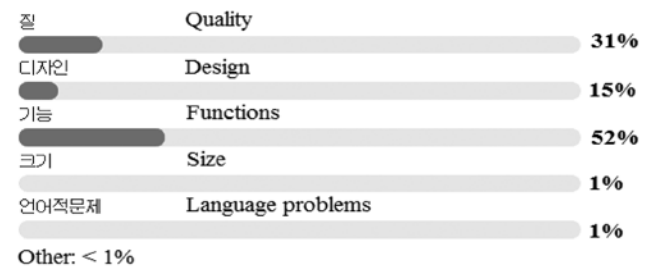 질 Quality
31%
디자인 Design
15%
기능 Functions
52%
크기 Size
1%
언어적문제 Language problems
1%
Other: < 1%